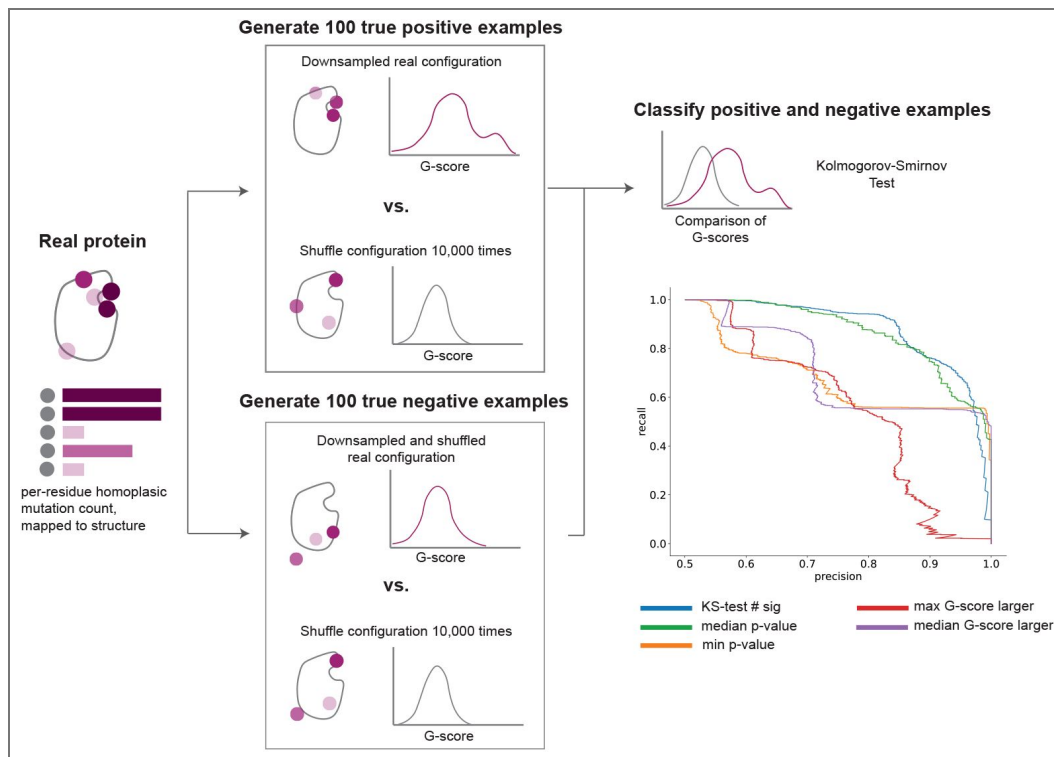 Generate 100 true positive examples
Downsampled real configuration
G-score
vs.
Shuffle configuration 10,000 times
G-score
Real protein
per-residue homoplasic
mutation count,
mapped to structure
Generate 100 true negative examples
Downsampled and shuffled
real configuration
G-score
vs.
Shuffle configuration 10,000 times
G-score
Classify positive and negative examples
Kolmogorov-Smirnov
Test
Comparison of
G-scores
1.0
0.8
0.6
0.4
0.2
0.0
recall
0.5 0.6 0.7 0.8 0.9 1.0
precision
KS-test # sig
median p-value
min p-value
max G-score larger
median G-score larger